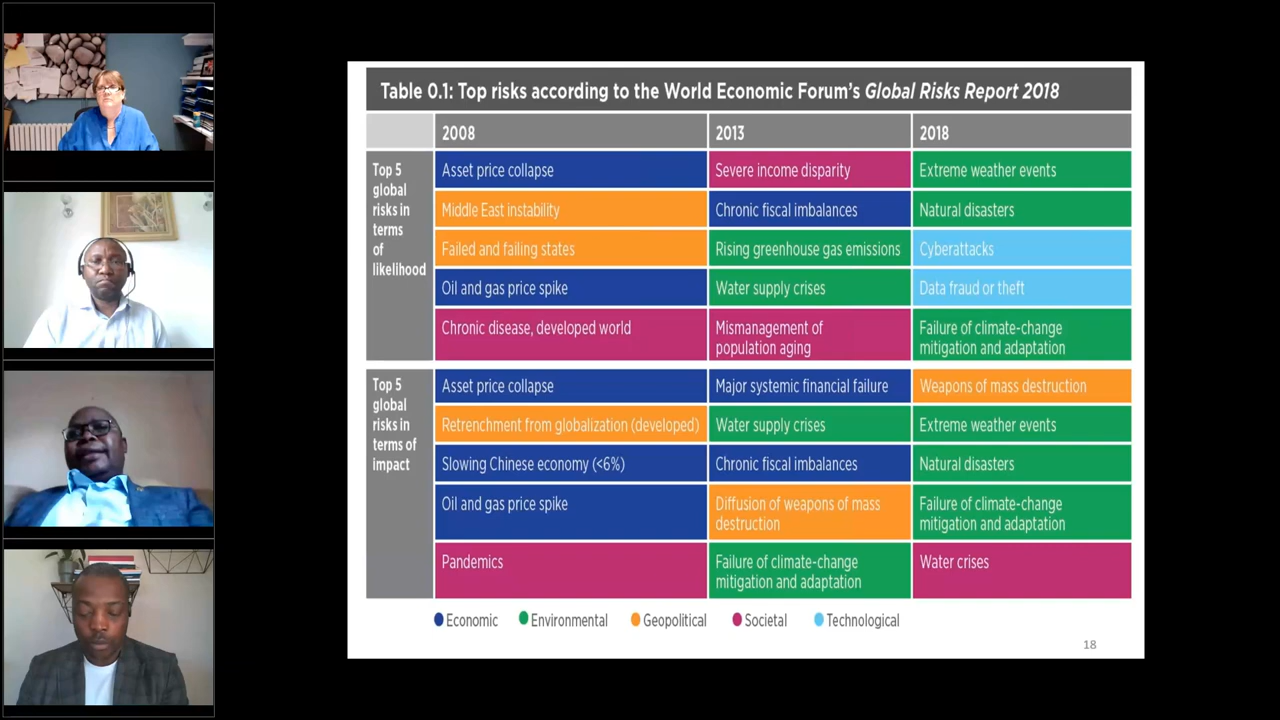 Table 0.1: Top risks according to the World Economic Forum's Global Risks Report 2018
2008
2013
2018
Top 5
global
risks in
terms
of
likelihood
Asset price collapse
Severe income disparity
Extreme weather events
Middle East instability
Chronic fiscal imbalances
Natural disasters
Failed and failing states
Rising greenhouse gas emissions
Cyberattacks
Oil and gas price spike
Water supply crises
Data fraud or theft
Chronic disease, developed world
Mismanagement of
population aging
Failure of climate-change
mitigation and adaptation
Top 5
global
risks in
terms of
impact
Asset price collapse
Major systemic financial failure
Weapons of mass destruction
Retrenchment from globalization (developed)
Water supply crises
Extreme weather events
Slowing Chinese economy (<6%)
Chronic fiscal imbalances
Natural disasters
Oil and gas price spike
Diffusion of weapons of mass
destruction
Failure of climate-change
mitigation and adaptation
Pandemics
Failure of climate-change
mitigation and adaptation
Water crises
Economic
Environmental
Geopolitical
Societal
Technological
18